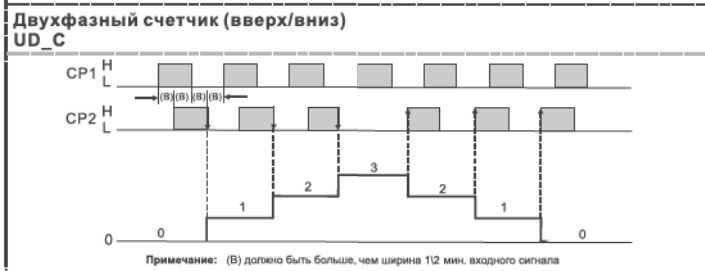 Двухфазный счетчик (вверх/вниз)
UD_C
CP1 H
L
(B) (B) (B) (B)
CP2 H
L
3
2 2
1 1
0 0 0
Примечание: (В) должно быть больше, чем ширина 1\2 мин. входного сигнала